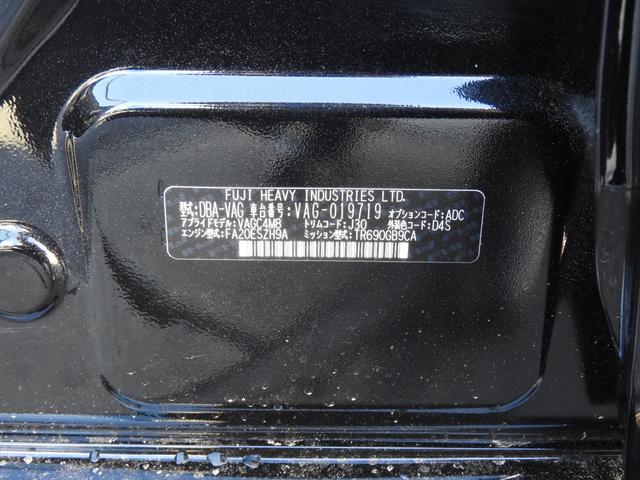 FUJI HEAVY INDUSTRIES LTD.
型式:DBA-VAG 車台番号:VAG-019719 オプションコード:ADC
アプライドモデル:VAGC4M8 トリムコード:J30 外装色コード:D4S
エンジン型式:FA20ESZH9A ミッション型式:TR690GB9CA